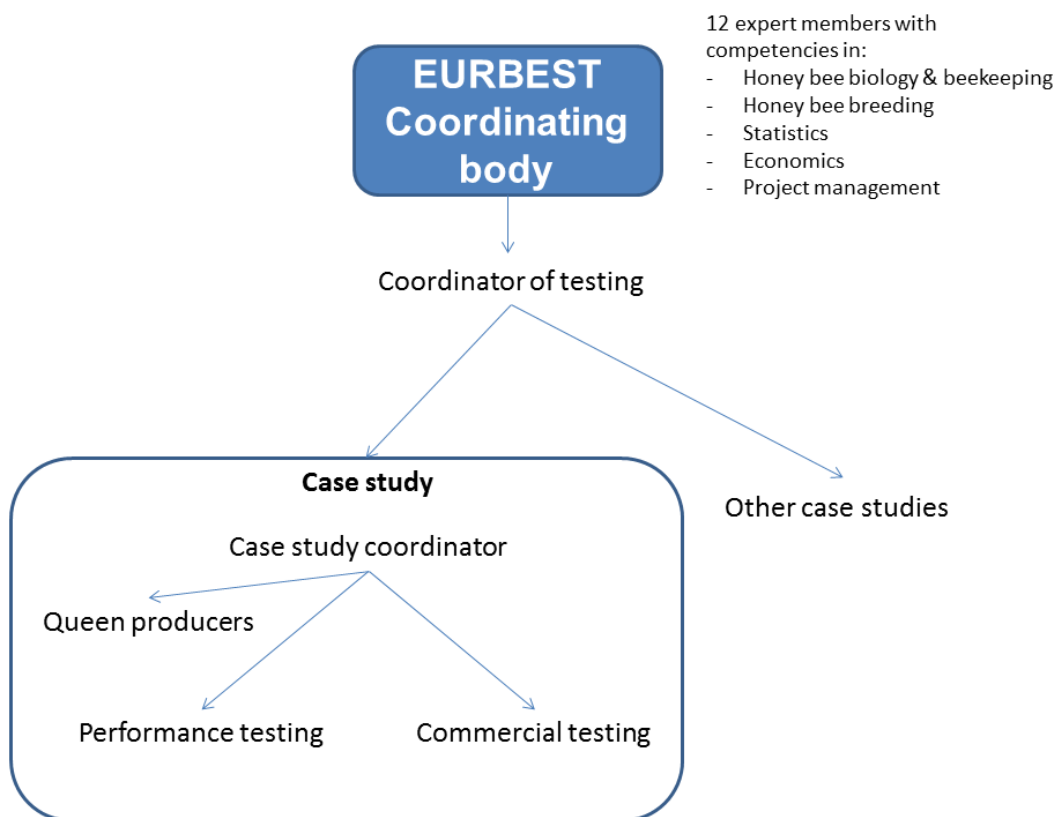 EURBEST
Coordinating
body
12 expert members with
competencies in:
- Honey bee biology & beekeeping
- Honey bee breeding
- Statistics
- Economics
- Project management
Coordinator of testing
Case study
Case study coordinator
Queen producers
Performance testing
Commercial testing
Other case studies